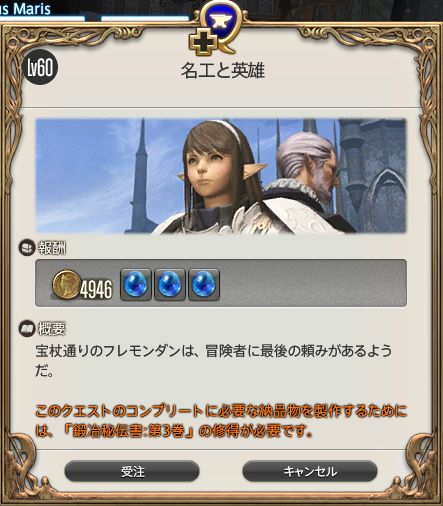 us Maris
Lv60
名工と英雄
報酬
4946
概要
宝杖通りのフレモンダンは、冒険者に最後の頼みがあるよう
だ。
このクエストのコンプリートに必要な納品物を製作するために
は、「鍛冶秘伝書:第3巻」の修得が必要です。
受注
キャンセル